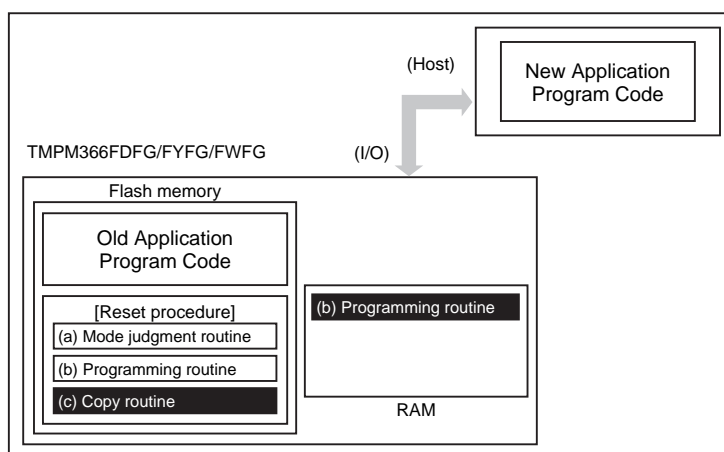 (Host)
New Application
Program Code
TMPM366FDFG/FYFG/FWFG
(I/O)
Flash memory
Old Application
Program Code
[Reset procedure]
(a) Mode judgment routine
(b) Programming routine
(c) Copy routine
(b) Programming routine
RAM